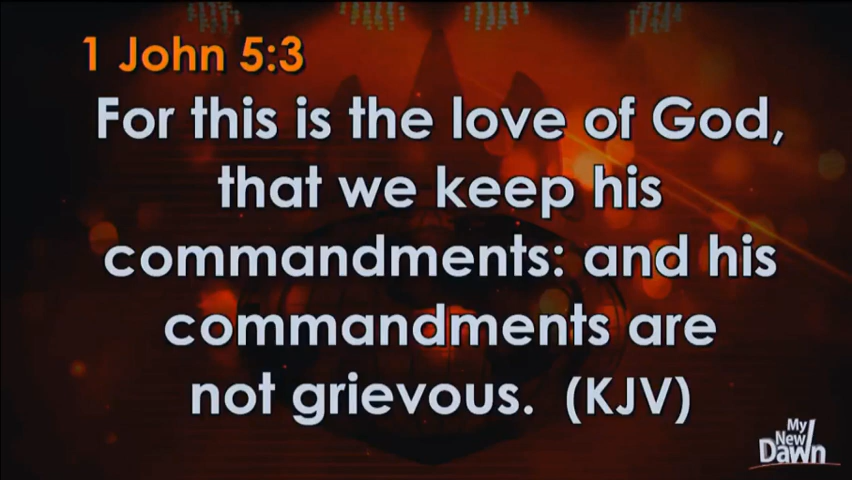 1 John 5:3
For this is the love of God,
that we keep his
commandments: and his
commandments are
not grievous. (KJV)
My
New
Dawn